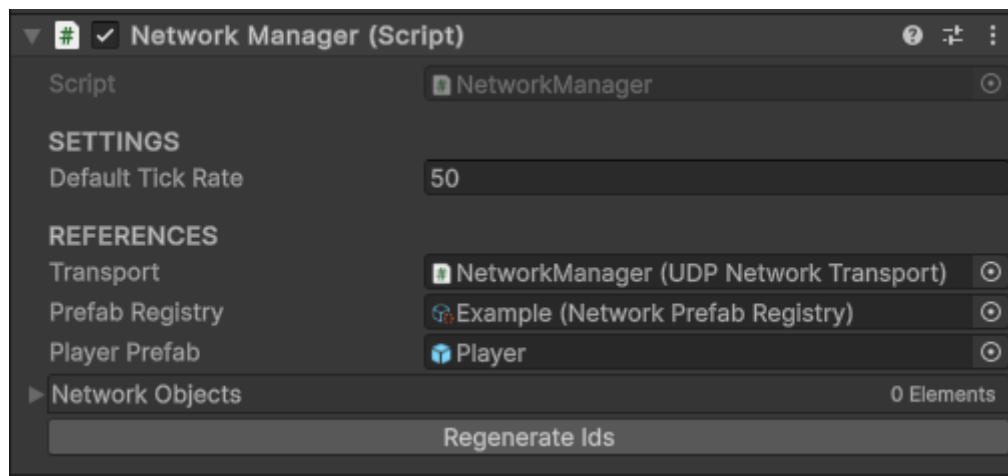 Network Manager (Script)
Script NetworkManager
SETTINGS
Default Tick Rate 50
REFERENCES
Transport NetworkManager (UDP Network Transport)
Prefab Registry Example (Network Prefab Registry)
Player Prefab Player
Network Objects 0 Elements
Regenerate Ids